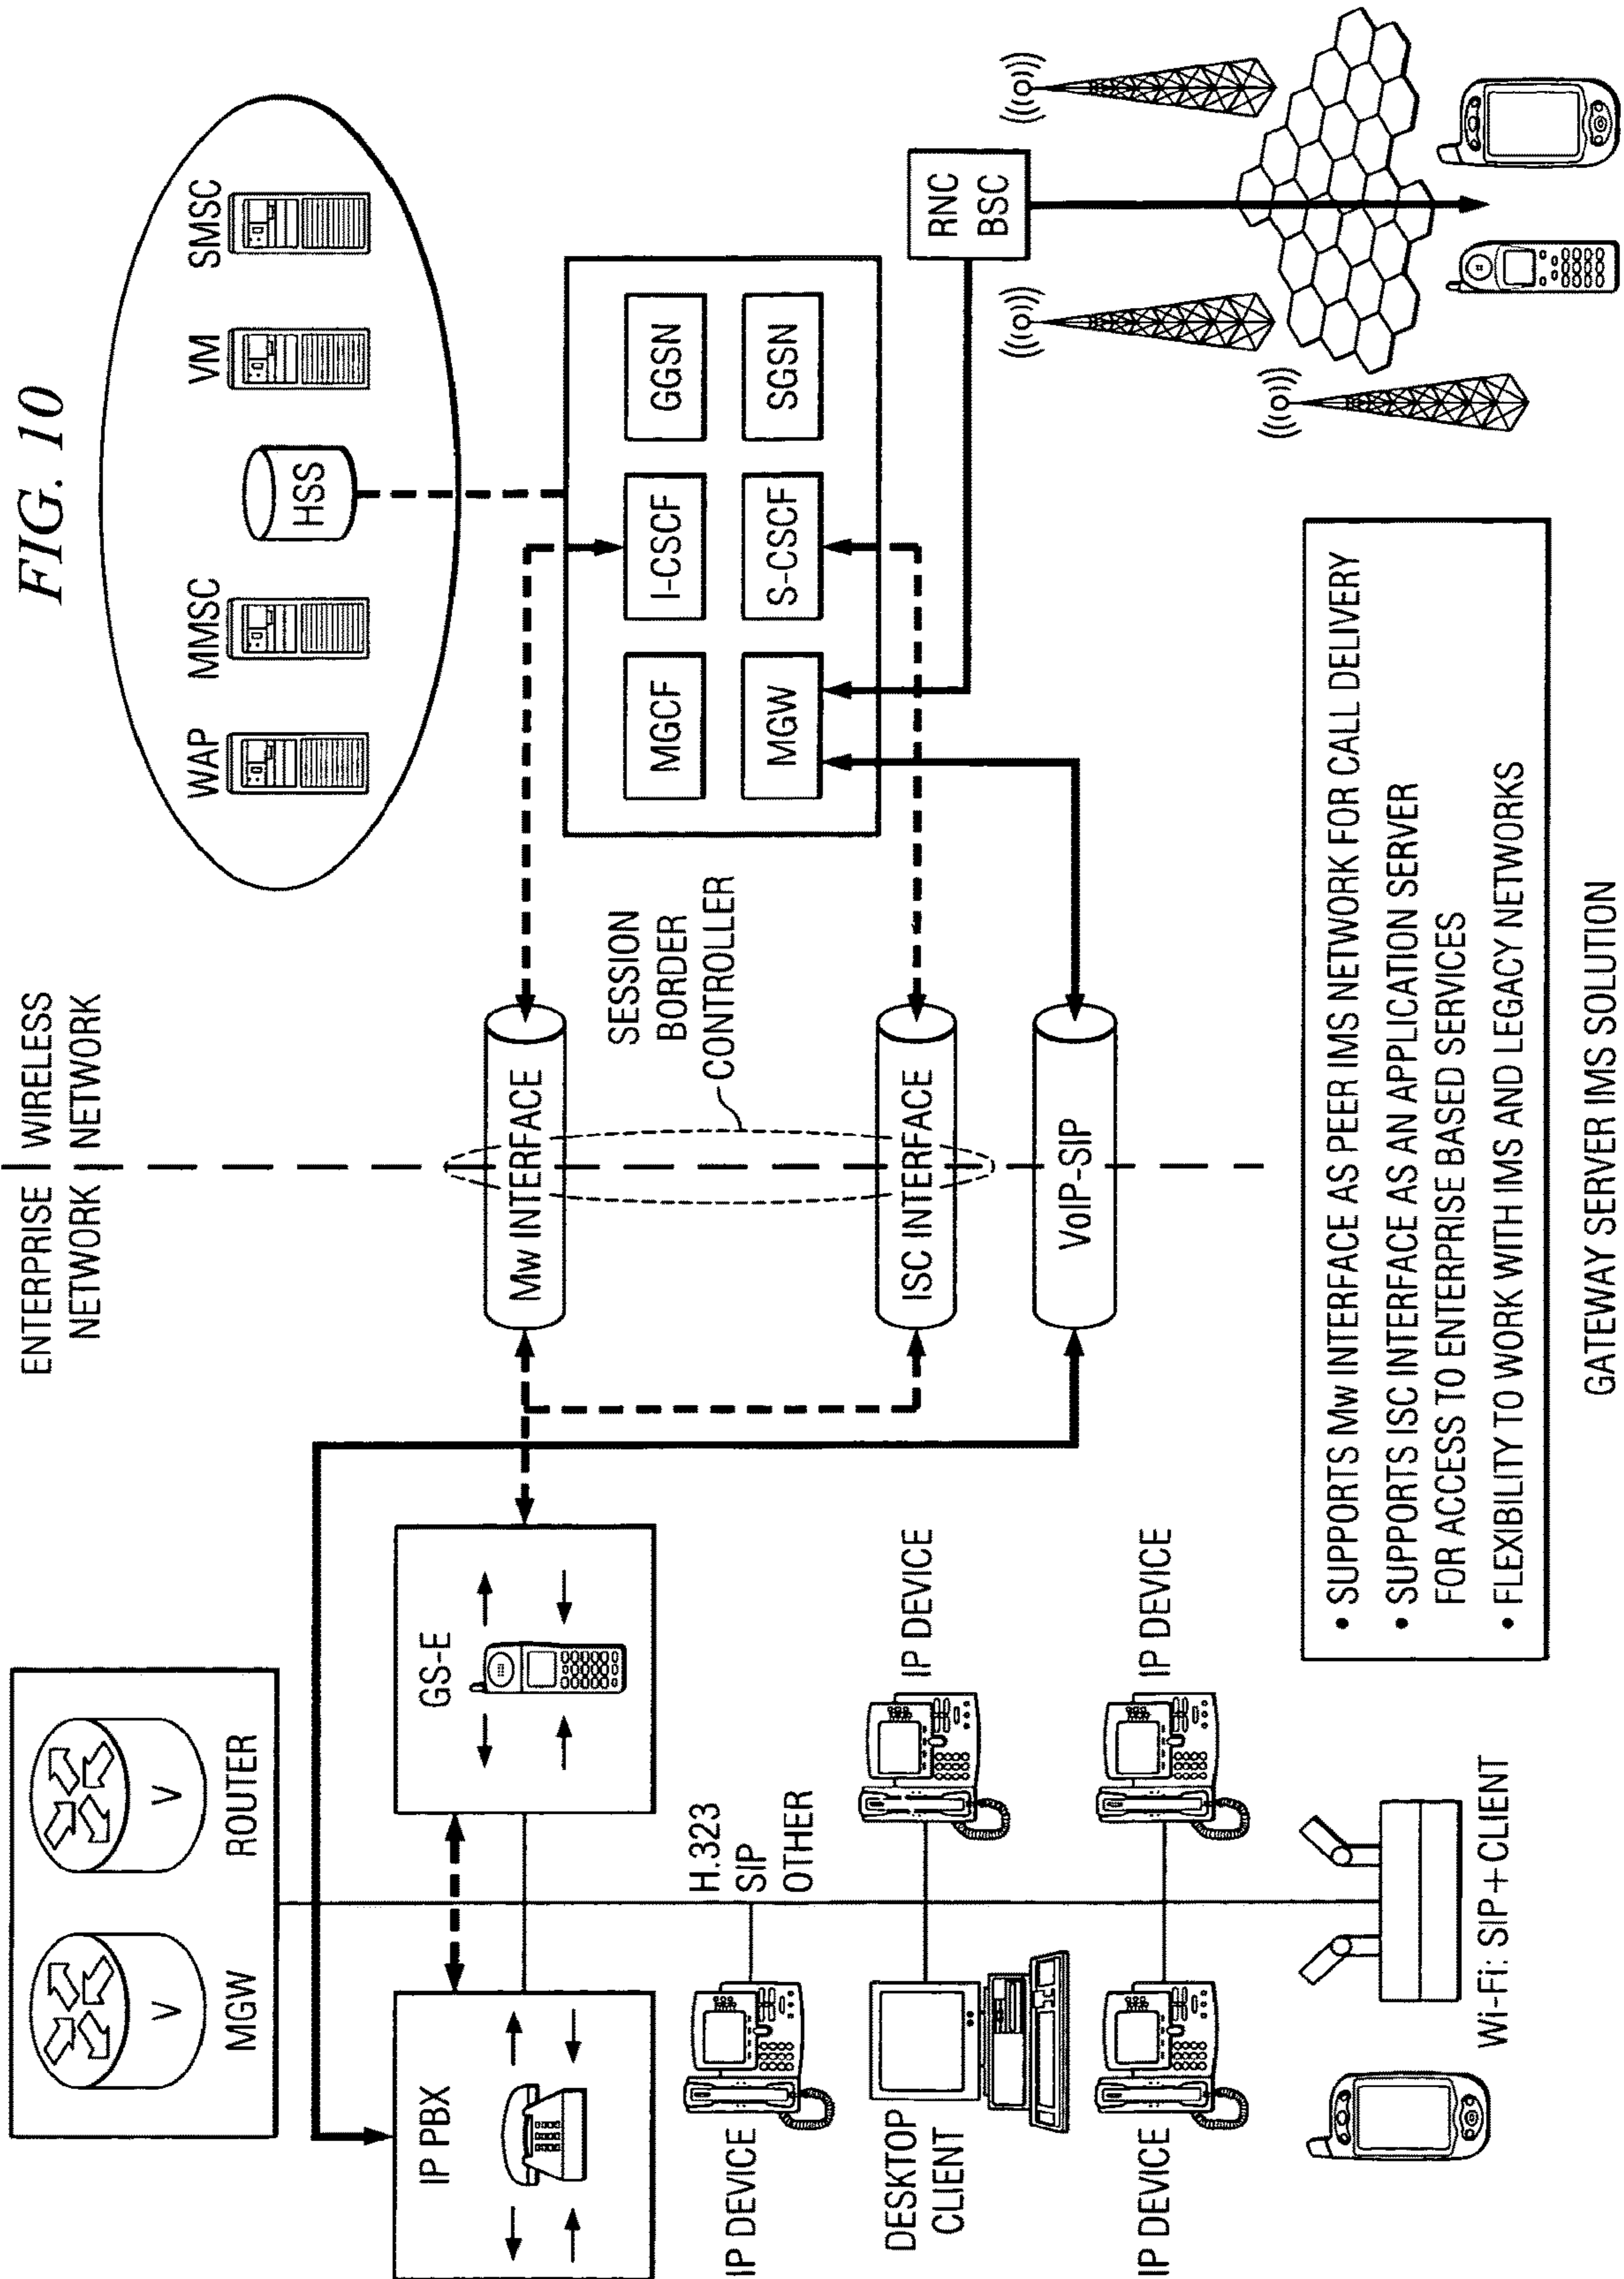 FIG. 10
ENTERPRISE
NETWORK
WIRELESS
NETWORK
MGW
ROUTER
V
V
WAP
MMSC
HSS
VM
SMSC
IP PBX
GS-E
Mw INTERFACE
SESSION
BORDER
CONTROLLER
MGCF
I-CSCF
GGSN
MGW
S-CSCF
SGSN
H.323
SIP
OTHER
IP DEVICE
ISC INTERFACE
RNC
BSC
DESKTOP
CLIENT
IP DEVICE
VoIP-SIP
IP DEVICE
IP DEVICE
Wi-Fi: SIP+CLIENT
• SUPPORTS Mw INTERFACE AS PEER IMS NETWORK FOR CALL DELIVERY
• SUPPORTS ISC INTERFACE AS AN APPLICATION SERVER
FOR ACCESS TO ENTERPRISE BASED SERVICES
• FLEXIBILITY TO WORK WITH IMS AND LEGACY NETWORKS
GATEWAY SERVER IMS SOLUTION